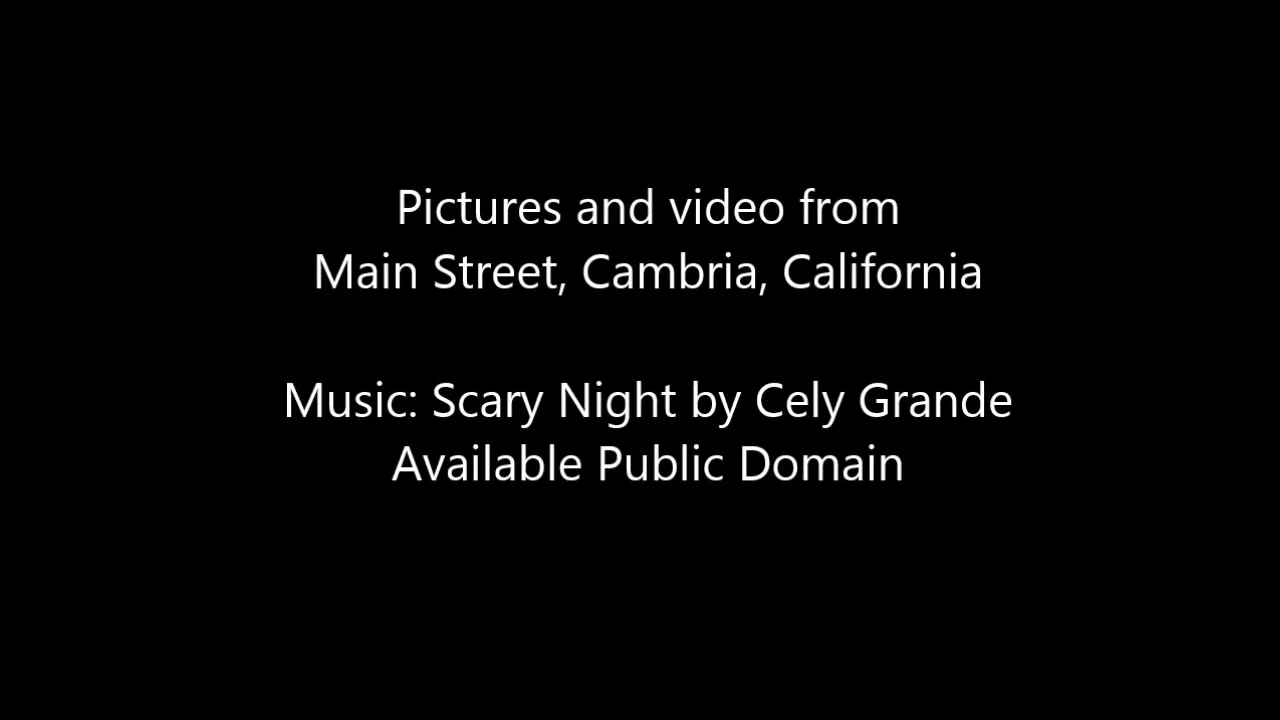 Pictures and video from
Main Street, Cambria, California
Music: Scary Night by Cely Grande
Available Public Domain